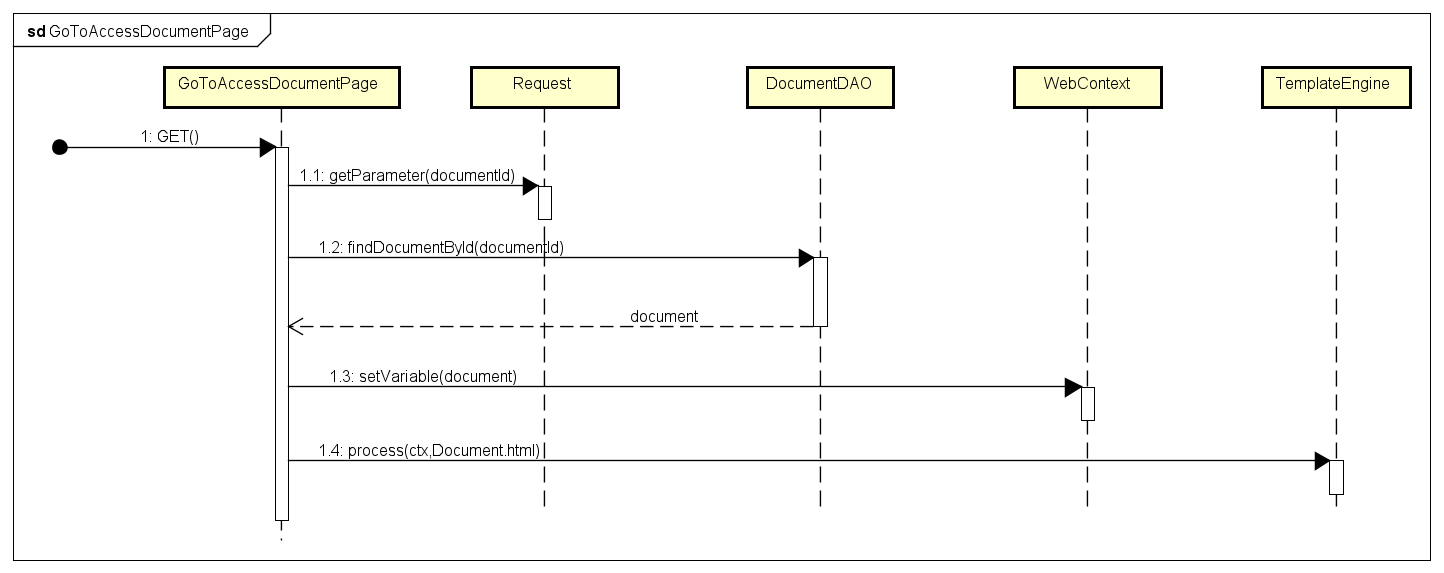 sd GoToAccessDocumentPage
GoToAccessDocumentPage
Request
DocumentDAO
WebContext
TemplateEngine
1: GET()
1.1: getParameter(documentId)
1.2: findDocumentById(documentId)
document
1.3: setVariable(document)
1.4: process(ctx,Document.html)